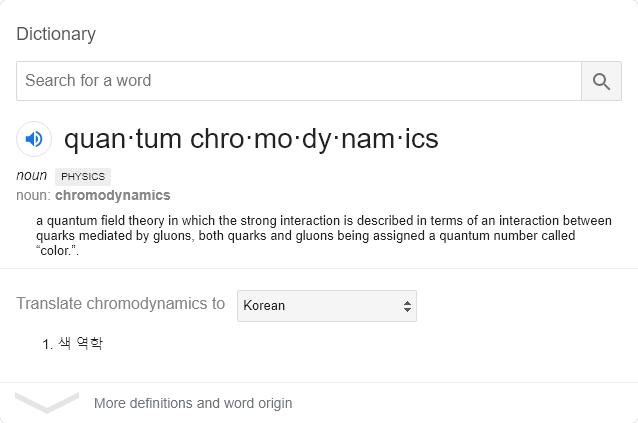 Dictionary
Search for a word
quan·tum chro·mo·dy·nam·ics
noun PHYSICS
noun: chromodynamics
a quantum field theory in which the strong interaction is described in terms of an interaction between
quarks mediated by gluons, both quarks and gluons being assigned a quantum number called
“color.”.
Translate chromodynamics to Korean
1. 색 역학
More definitions and word origin